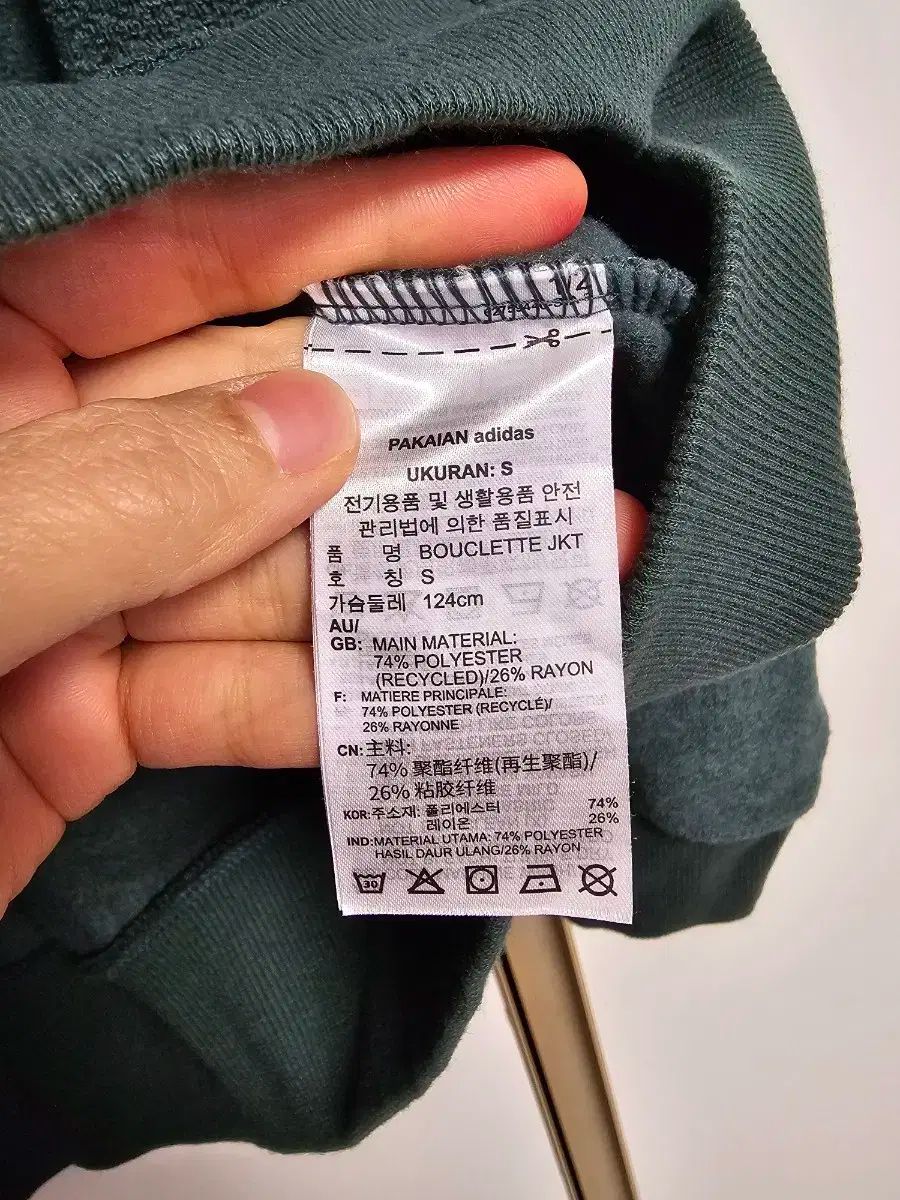 1/2
PAKAIAN adidas
UKURAN: S
전기용품 및 생활용품 안전
관리법에 의한 품질표시
품 명 BOUCLETTE JKT
호 칭 S
가슴둘레 124cm
AU/
GB: MAIN MATERIAL:
74% POLYESTER
(RECYCLED)/26% RAYON
F: MATIERE PRINCIPALE:
74% POLYESTER (RECYCLÉ)/
26% RAYONNE
CN: 主料:
74% 聚酯纤维(再生聚酯)/
26% 粘胶纤维
KOR: 주소재: 폴리에스터 74%
레이온 26%
IND: MATERIAL UTAMA: 74% POLYESTER
HASIL DAUR ULANG/26% RAYON
30